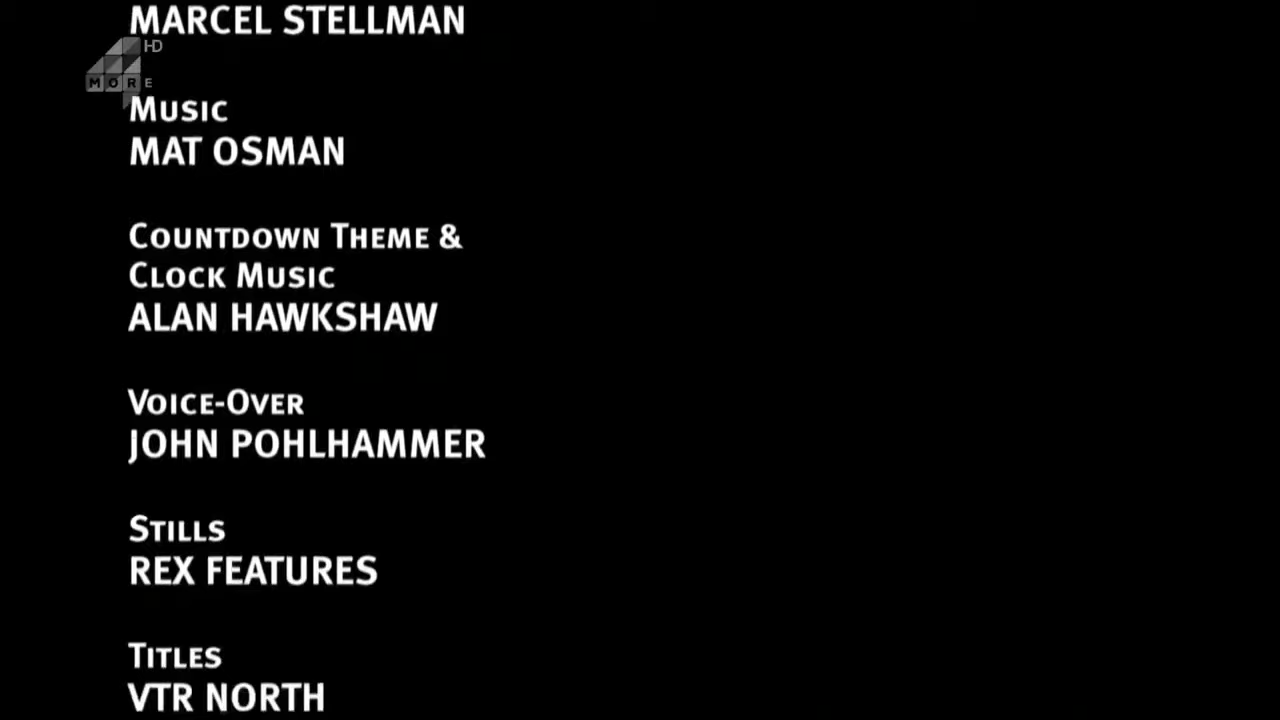 MARCEL STELLMAN
HD
MORE
Music
MAT OSMAN
Countdown Theme &
Clock Music
ALAN HAWKSHAW
Voice-Over
JOHN POHLHAMMER
Stills
REX FEATURES
Titles
VTR NORTH